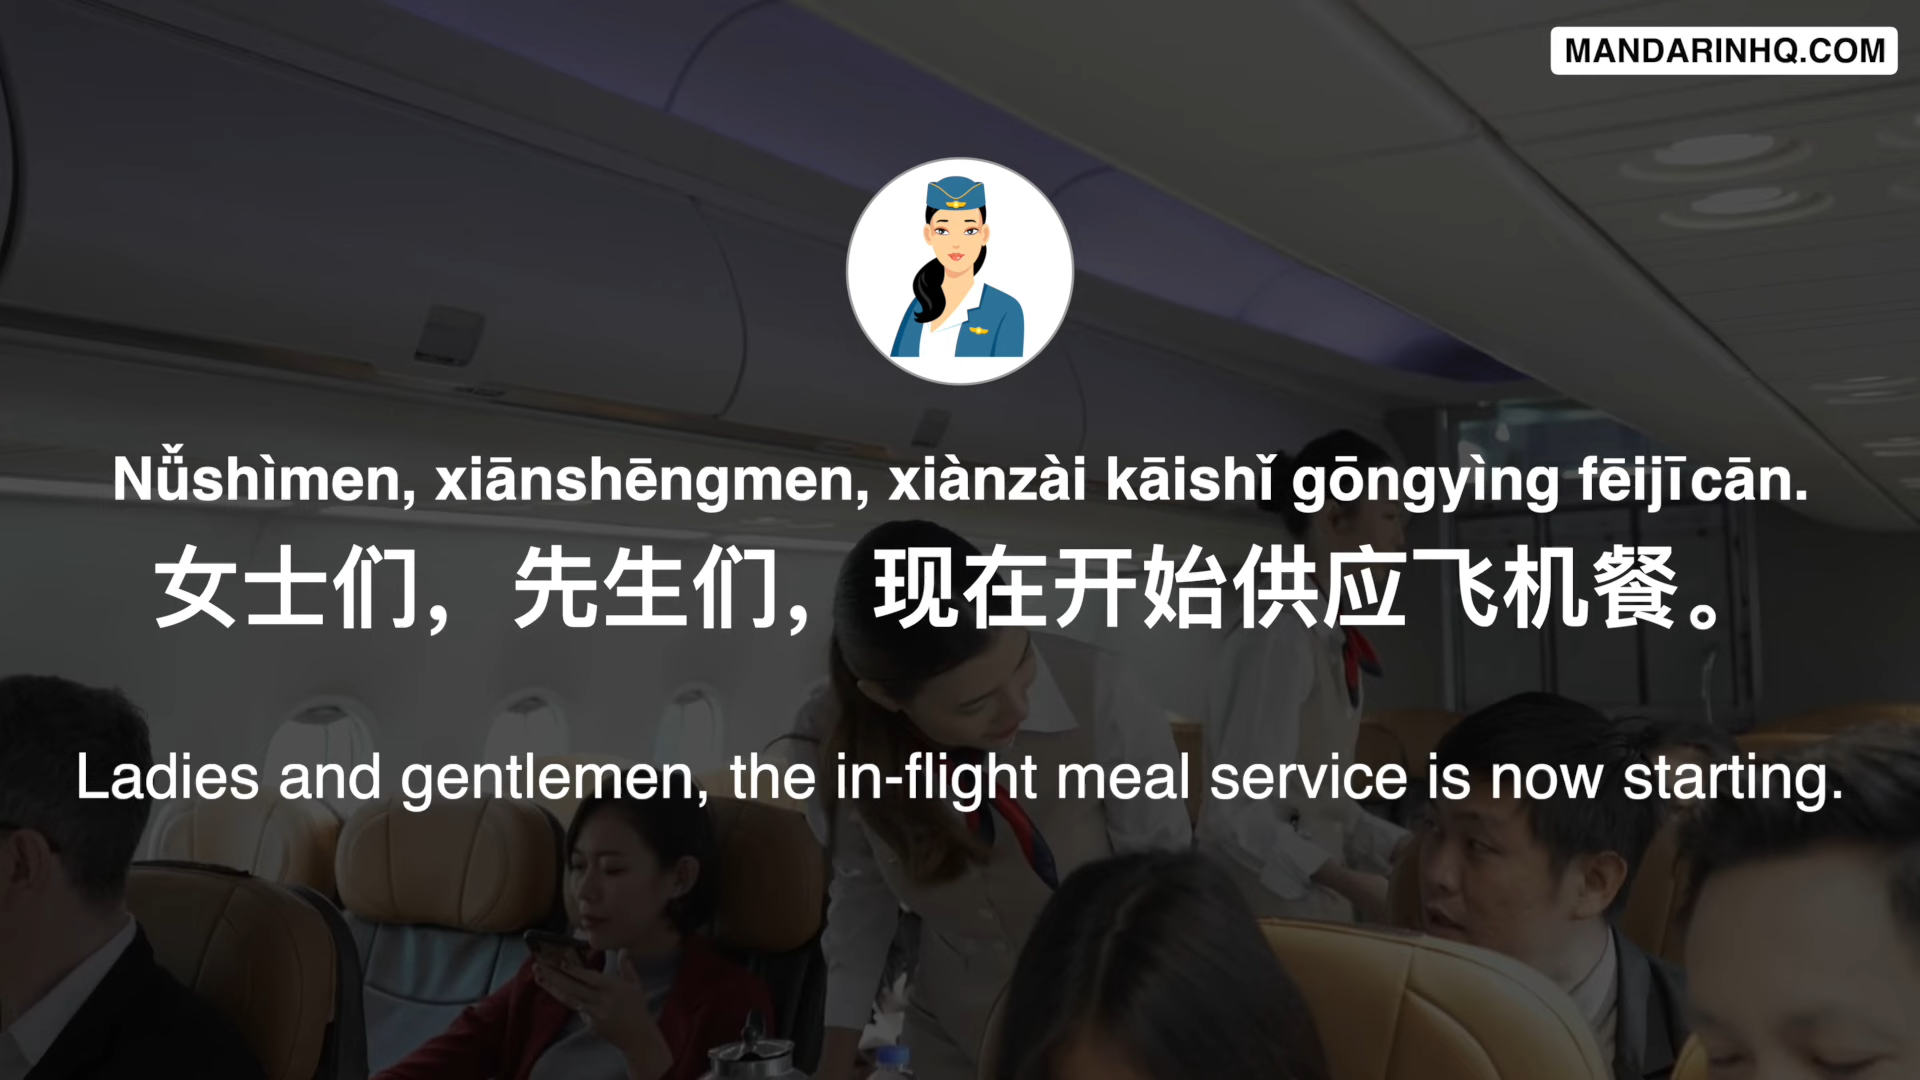 MANDARINHQ.COM
Nǚshìmen, xiānshēngmen, xiànzài kāishǐ gōngyìng fēijīcān.
女士们，先生们，现在开始供应飞机餐。
Ladies and gentlemen, the in-flight meal service is now starting.